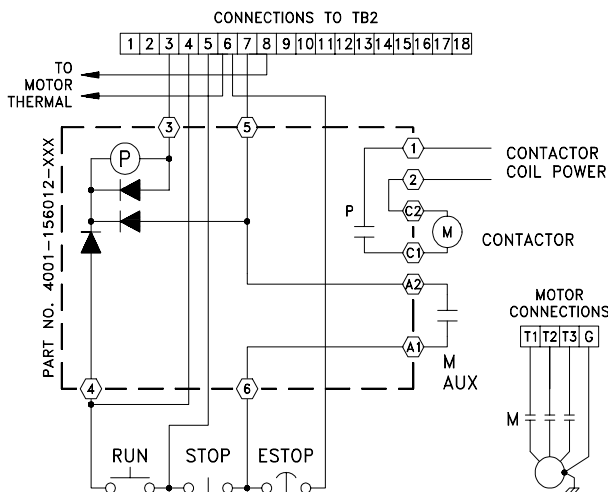 CONNECTIONS TO TB2
1 2 3 4 5 6 7 8 9 10 11 12 13 14 15 16 17 18
TO
MOTOR
THERMAL
3
5
1
P
CONTACTOR
COIL POWER
2
P
C2
M
CONTACTOR
C1
PART NO. 4001-156012-XXX
A2
MOTOR
CONNECTIONS
T1 T2 T3 G
A1
M
AUX
4
6
M
RUN STOP ESTOP